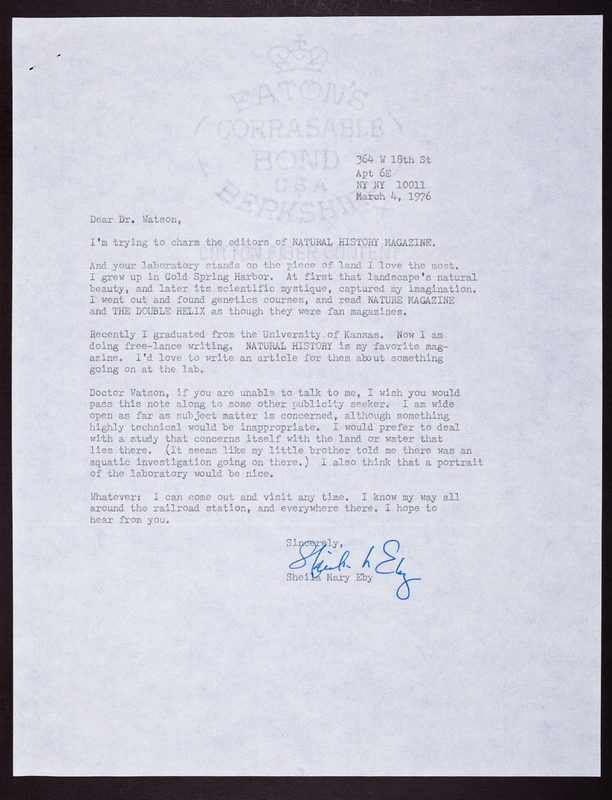 EATON'S
CORRASABLE
BOND
USA
BERKSHIRE
364 W 18th St
Apt 6E
NY NY 10011
March 4, 1976
Dear Dr. Watson,
I'm trying to charm the editors of NATURAL HISTORY MAGAZINE.
And your laboratory stands on the piece of land I love the most.
I grew up in Cold Spring Harbor. At first that landscape's natural
beauty, and later its scientific mystique, captured my imagination.
I went out and found genetics courses, and read NATURE MAGAZINE
and THE DOUBLE HELIX as though they were fan magazines.
Recently I graduated from the University of Kansas. Now I am
doing free-lance writing. NATURAL HISTORY is my favorite mag-
azine. I'd love to write an article for them about something
going on at the lab.
Doctor Watson, if you are unable to talk to me, I wish you would
pass this note along to some other publicity seeker. I am wide
open as far as subject matter is concerned, although something
highly technical would be inappropriate. I would prefer to deal
with a study that concerns itself with the land or water that
lies there. (It seems like my little brother told me there was an
aquatic investigation going on there.) I also think that a portrait
of the laboratory would be nice.
Whatever: I can come out and visit any time. I know my way all
around the railroad station, and everywhere there. I hope to
hear from you.
Sincerely,
Sheila M Eby
Sheila Mary Eby